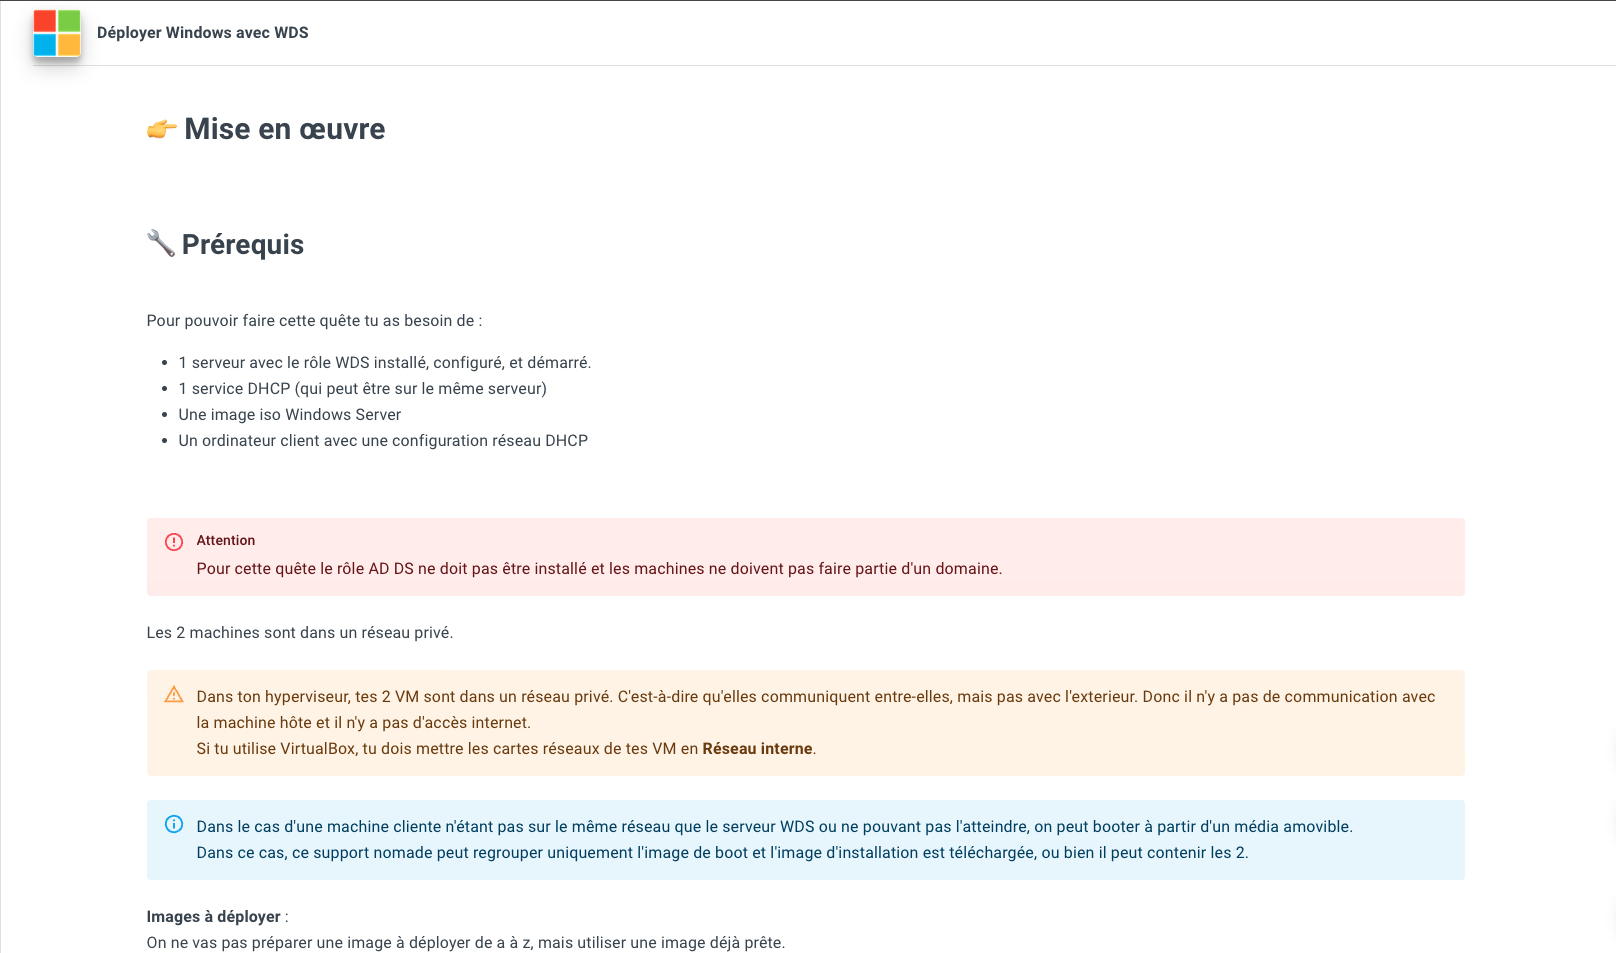 Déployer Windows avec WDS
👉 Mise en œuvre
🔧 Prérequis
Pour pouvoir faire cette quête tu as besoin de :
• 1 serveur avec le rôle WDS installé, configuré, et démarré.
• 1 service DHCP (qui peut être sur le même serveur)
• Une image iso Windows Server
• Un ordinateur client avec une configuration réseau DHCP
Attention
Pour cette quête le rôle AD DS ne doit pas être installé et les machines ne doivent pas faire partie d'un domaine.
Les 2 machines sont dans un réseau privé.
Dans ton hyperviseur, tes 2 VM sont dans un réseau privé. C'est-à-dire qu'elles communiquent entre-elles, mais pas avec l'exterieur. Donc il n'y a pas de communication avec
la machine hôte et il n'y a pas d'accès internet.
Si tu utilise VirtualBox, tu dois mettre les cartes réseaux de tes VM en Réseau interne.
Dans le cas d'une machine cliente n'étant pas sur le même réseau que le serveur WDS ou ne pouvant pas l'atteindre, on peut booter à partir d'un média amovible.
Dans ce cas, ce support nomade peut regrouper uniquement l'image de boot et l'image d'installation est téléchargée, ou bien il peut contenir les 2.
Images à déployer :
On ne vas pas préparer une image à déployer de a à z, mais utiliser une image déjà prête.